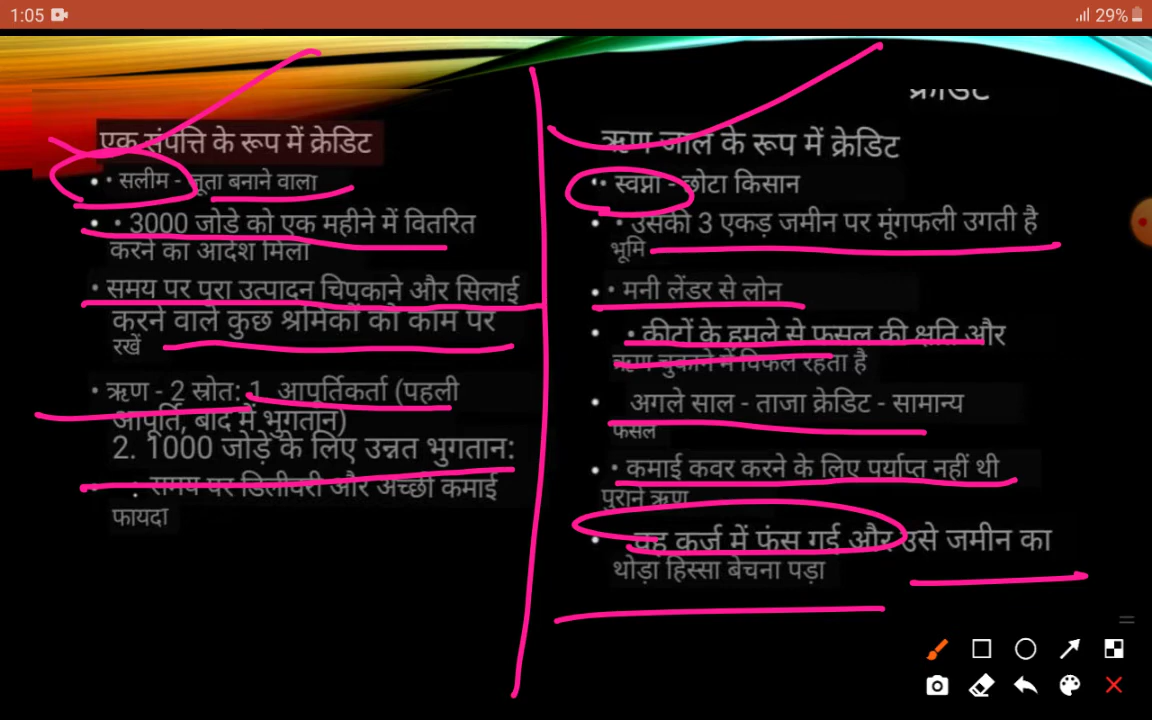 1:05
29%
क्रेडिट
एक संपत्ति के रूप में क्रेडिट
• • सलीम - जूता बनाने वाला
• • 3000 जोडे को एक महीने में वितरित
करने का आदेश मिला
• समय पर पूरा उत्पादन चिपकाने और सिलाई
करने वाले कुछ श्रमिकों को काम पर
रखें
• ऋण - 2 स्रोत: 1. आपूर्तिकर्ता (पहली
आपूर्ति, बाद में भुगतान)
2. 1000 जोड़े के लिए उन्नत भुगतान:
• : समय पर डिलीवरी और अच्छी कमाई
फायदा
ऋण जाल के रूप में क्रेडिट
• • स्वप्ना - छोटा किसान
• • उसकी 3 एकड़ जमीन पर मूंगफली उगती है
भूमि
• • मनी लेंडर से लोन
• • कीटों के हमले से फसल की क्षति और
ऋण चुकाने में विफल रहता है
• अगले साल - ताजा क्रेडिट - सामान्य
फसल
• • कमाई कवर करने के लिए पर्याप्त नहीं थी
पुराने ऋण
• वह कर्ज में फंस गई और उसे जमीन का
थोड़ा हिस्सा बेचना पड़ा